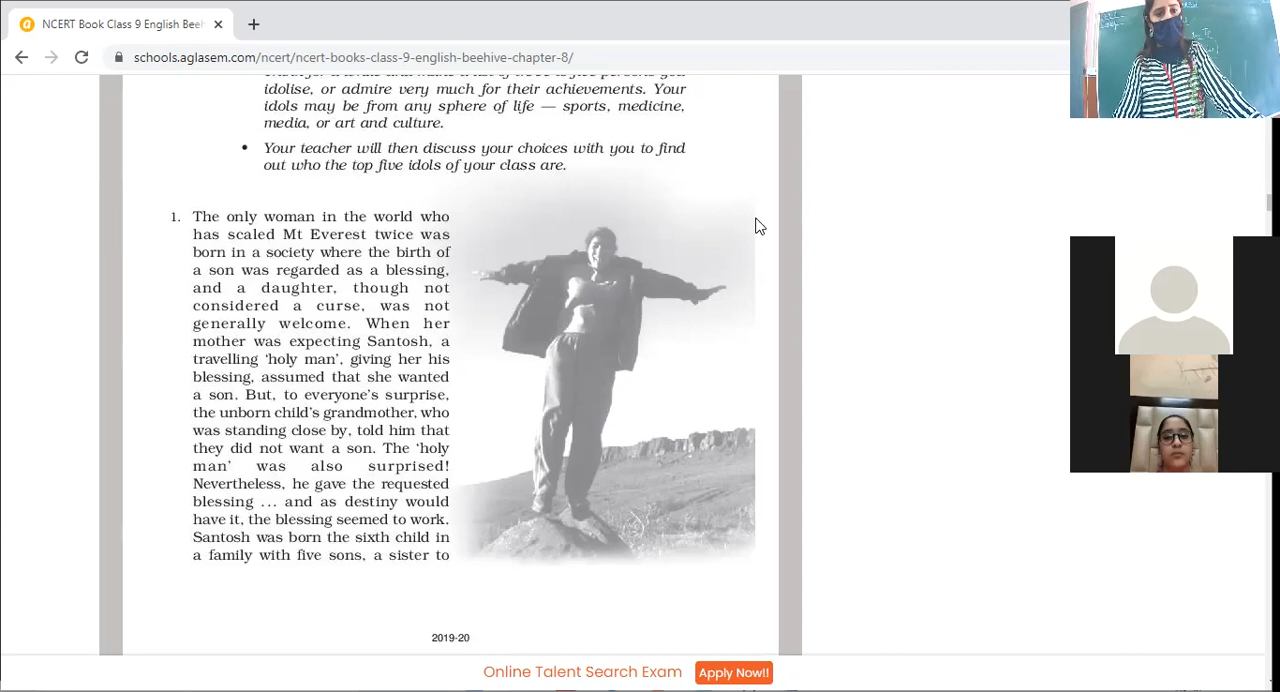 NCERT Book Class 9 English Beeh
schools.aglasem.com/ncert/ncert-books-class-9-english-beehive-chapter-8/
idolise, or admire very much for their achievements. Your
idols may be from any sphere of life — sports, medicine,
media, or art and culture.
• Your teacher will then discuss your choices with you to find
out who the top five idols of your class are.
1. The only woman in the world who
has scaled Mt Everest twice was
born in a society where the birth of
a son was regarded as a blessing,
and a daughter, though not
considered a curse, was not
generally welcome. When her
mother was expecting Santosh, a
travelling ‘holy man’, giving her his
blessing, assumed that she wanted
a son. But, to everyone’s surprise,
the unborn child’s grandmother, who
was standing close by, told him that
they did not want a son. The ‘holy
man’ was also surprised!
Nevertheless, he gave the requested
blessing ... and as destiny would
have it, the blessing seemed to work.
Santosh was born the sixth child in
a family with five sons, a sister to
2019-20
Online Talent Search Exam
Apply Now!!